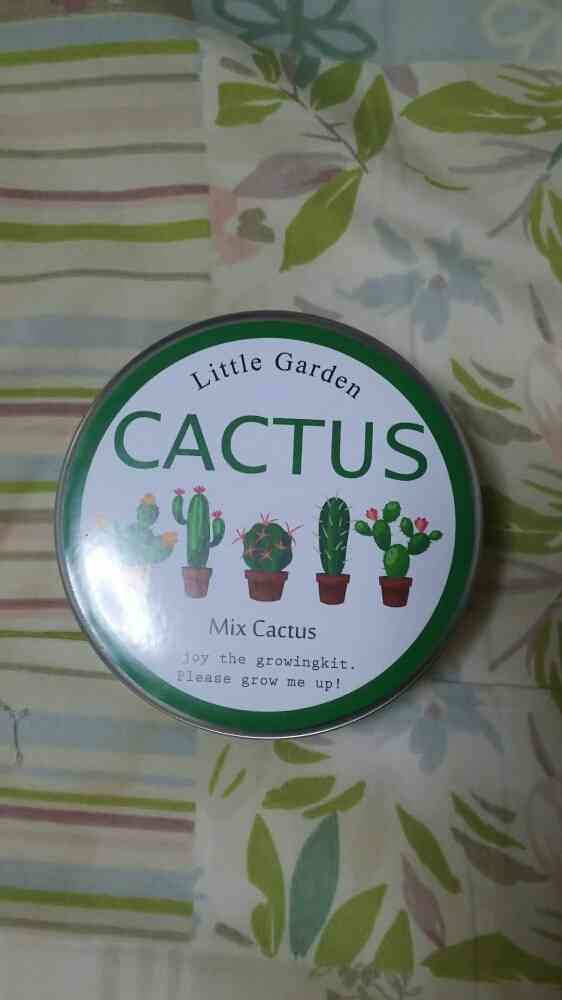 Little Garden
CACTUS
Mix Cactus
joy the growingkit.
Please grow me up!